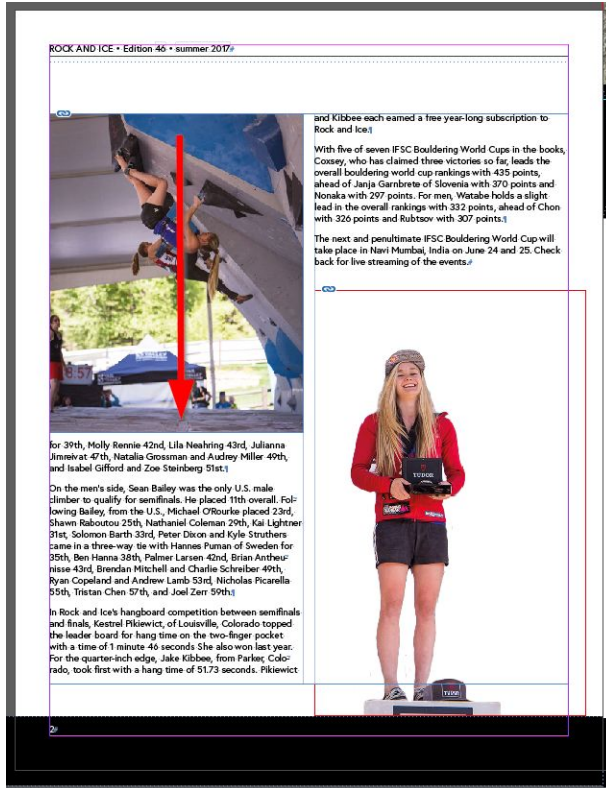 ROCK AND ICE • Edition 46 • summer 2017#
for 39th, Molly Rennie 42nd, Lila Neahring 43rd, Julianna
Jimreivat 47th, Natalia Grossman and Audrey Miller 49th,
and Isabel Gifford and Zoe Steinberg 51st.¶
On the men's side, Sean Bailey was the only U.S. male
climber to qualify for semifinals. He placed 11th overall. Fol-
lowing Bailey, from the U.S., Michael O'Rourke placed 23rd,
Shawn Raboutou 25th, Nathaniel Coleman 29th, Kai Lightner
31st, Solomon Barth 33rd, Peter Dixon and Kyle Struthers
came in a three-way tie with Hannes Puman of Sweden for
35th, Ben Hanna 38th, Palmer Larsen 42nd, Brian Antheu-
nisse 43rd, Brendan Mitchell and Charlie Schreiber 49th,
Ryan Copeland and Andrew Lamb 53rd, Nicholas Picarella
55th, Tristan Chen 57th, and Joel Zerr 59th.¶
In Rock and Ice's hangboard competition between semifinals
and finals, Kestrel Pikiewict, of Louisville, Colorado topped
the leader board for hang time on the two-finger pocket
with a time of 1 minute 46 seconds She also won last year.
For the quarter-inch edge, Jake Kibbee, from Parker, Colo-
rado, took first with a hang time of 51.73 seconds. Pikiewict
and Kibbee each earned a free year-long subscription to
Rock and Ice.¶
With five of seven IFSC Bouldering World Cups in the books,
Coxsey, who has claimed three victories so far, leads the
overall bouldering world cup rankings with 435 points,
ahead of Janja Garnbrete of Slovenia with 370 points and
Nonaka with 297 points. For men, Watabe holds a slight
lead in the overall rankings with 332 points, ahead of Chon
with 326 points and Rubtsov with 307 points.¶
The next and penultimate IFSC Bouldering World Cup will
take place in Navi Mumbai, India on June 24 and 25. Check
back for live streaming of the events.#
TUDOR
TUDOR
2#